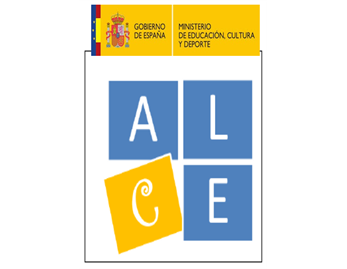 GOBIERNO
DE ESPAÑA
MINISTERIO
DE EDUCACIÓN, CULTURA
Y DEPORTE
A L
C E